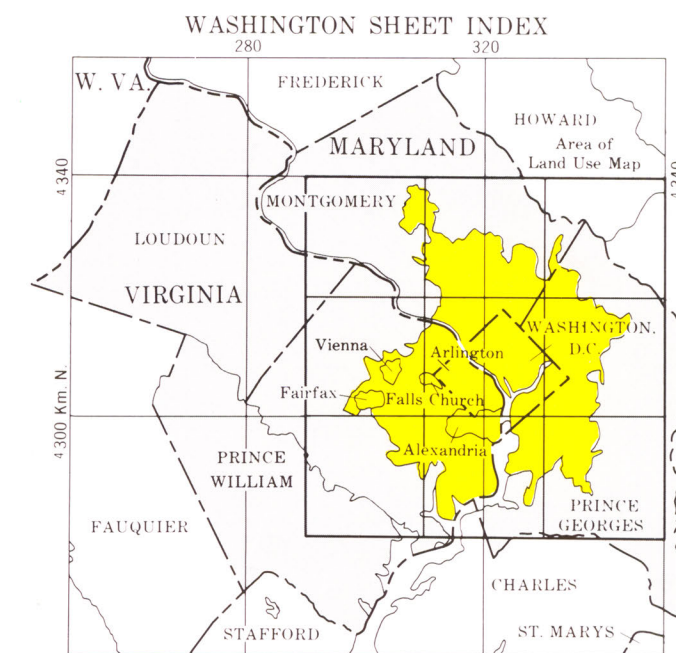 WASHINGTON SHEET INDEX
280
320
W. VA.
FREDERICK
HOWARD
MARYLAND
Area of
Land Use Map
4 340
MONTGOMERY
LOUDOUN
VIRGINIA
WASHINGTON,
D.C.
Vienna
Arlington
Fairfax
Falls Church
4 300 Km. N.
Alexandria
PRINCE
WILLIAM
PRINCE
GEORGES
FAUQUIER
CHARLES
STAFFORD
ST. MARYS